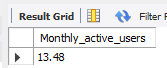 Result Grid Filter R
Monthly_active_users
13.48